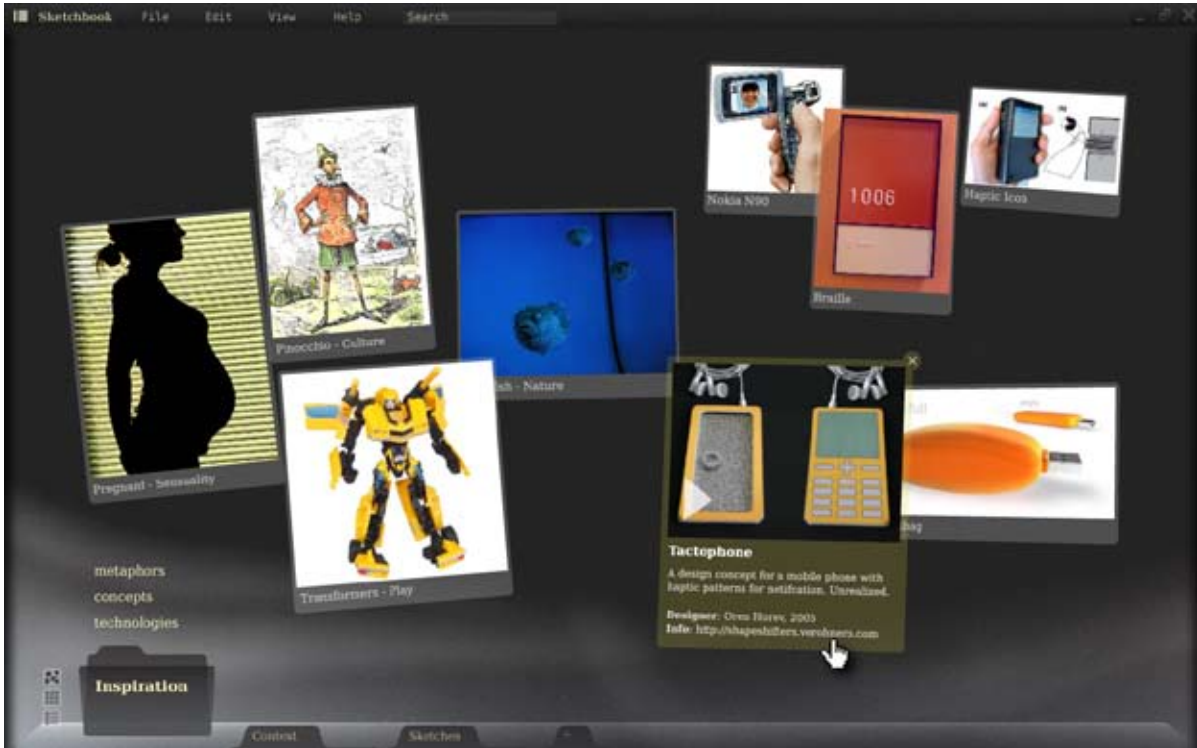 Sketchbook File Edit View Help Search
Nokia N90
Haptic Icon
1006
Braille
Pinocchio - Culture
sh - Nature
Pregnant - Sensuality
Transformers - Play
bag
Tactophone
A design concept for a mobile phone with
haptic patterns for notification. Unrealized.
Designer: Oren Horev, 2005
Info: http://shapeshifters.verohners.com
metaphors
concepts
technologies
Inspiration
Context Sketches +